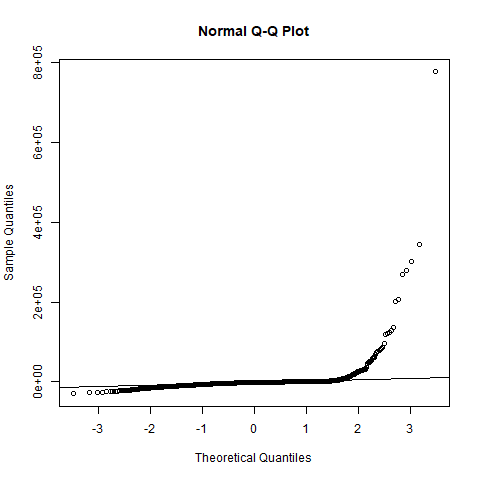 Normal Q-Q Plot
8e+05
6e+05
4e+05
2e+05
0e+00
Sample Quantiles
-3 -2 -1 0 1 2 3
Theoretical Quantiles